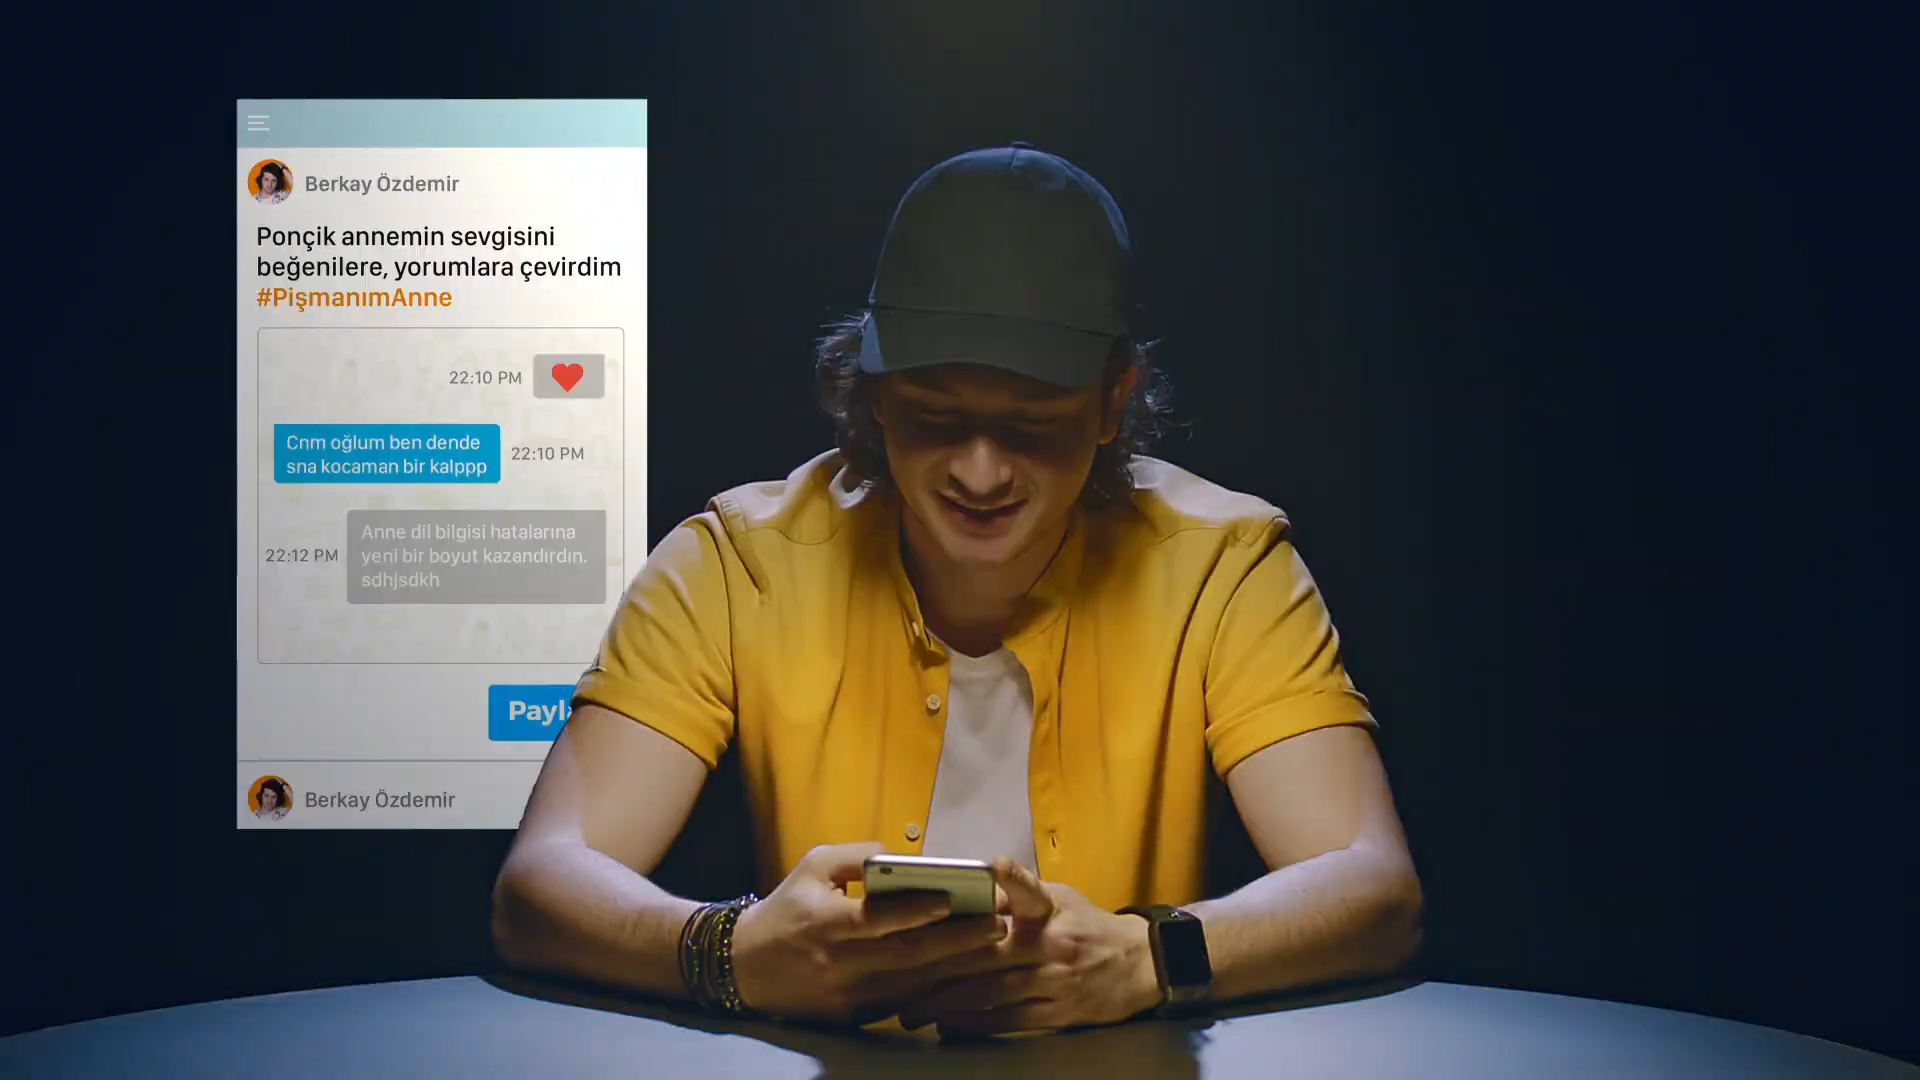 Berkay Özdemir
Ponçik annemin sevgisini
beğenilere, yorumlara çevirdim
#PişmanımAnne
22:10 PM
Cnm oğlum ben dende
sna kocaman bir kalppp
22:10 PM
Anne dil bilgisi hatalarına
yeni bir boyut kazandırdın.
sdhjsdkh
22:12 PM
Payl
Berkay Özdemir